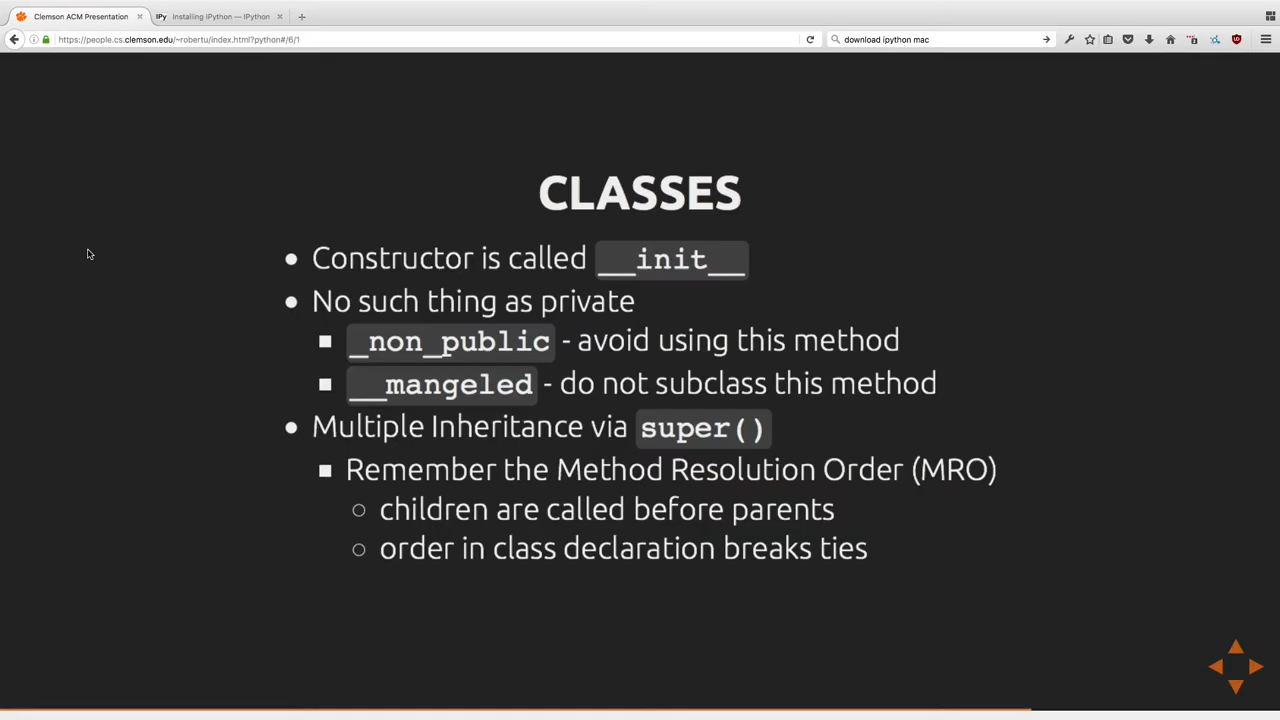 Clemson ACM Presentation
IPy Installing IPython — IPython
https://people.cs.clemson.edu/~robertu/index.html?python#/6/1
download ipython mac
CLASSES
Constructor is called __init__
No such thing as private
_non_public - avoid using this method
__mangeled - do not subclass this method
Multiple Inheritance via super()
Remember the Method Resolution Order (MRO)
children are called before parents
order in class declaration breaks ties